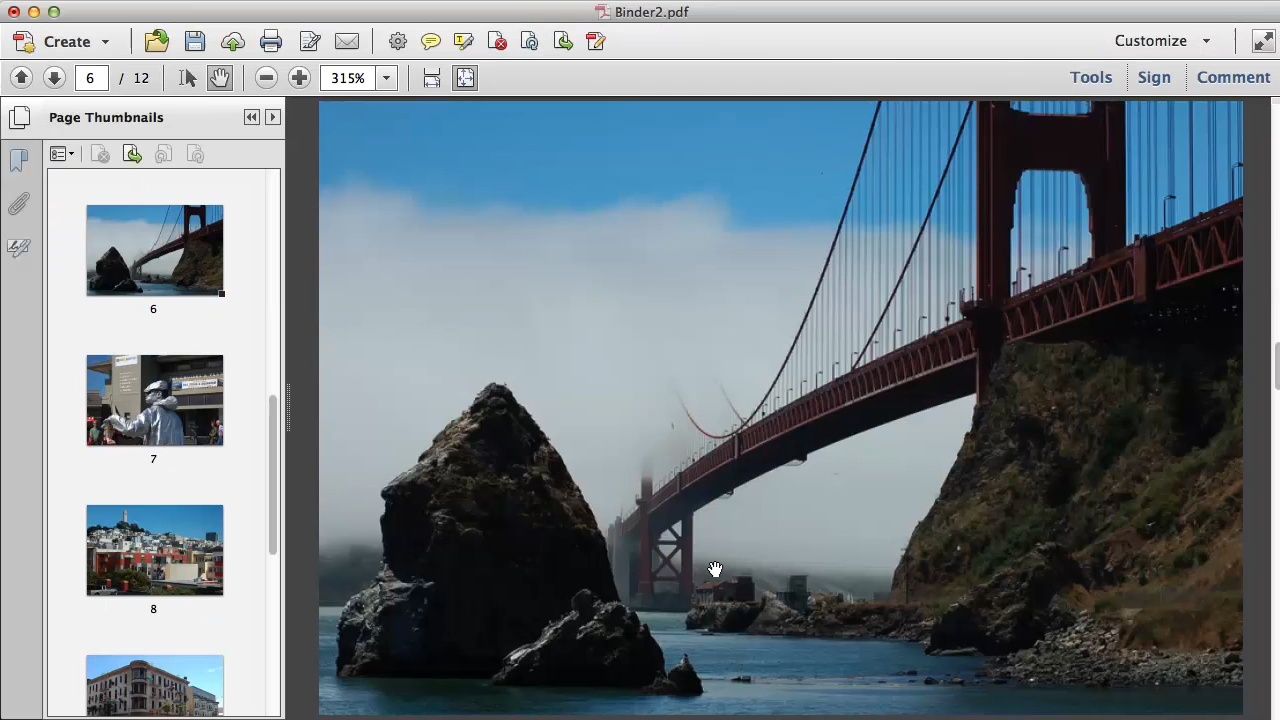 Binder2.pdf
Create
Customize
6 / 12
315%
Tools
Sign
Comment
Page Thumbnails
6
7
8